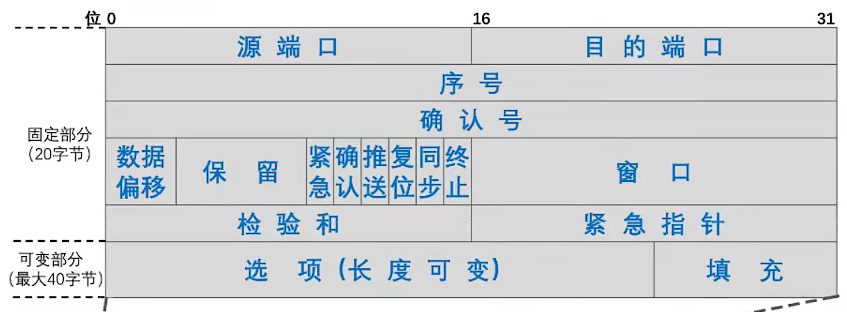 位 0 16 31
源端口 目的端口
序号
确认号
固定部分
(20字节)
数据偏移 保留 紧急 确认 推送 复位 同步 终止 窗口
检验和 紧急指针
可变部分
(最大40字节)
选项(长度可变) 填充